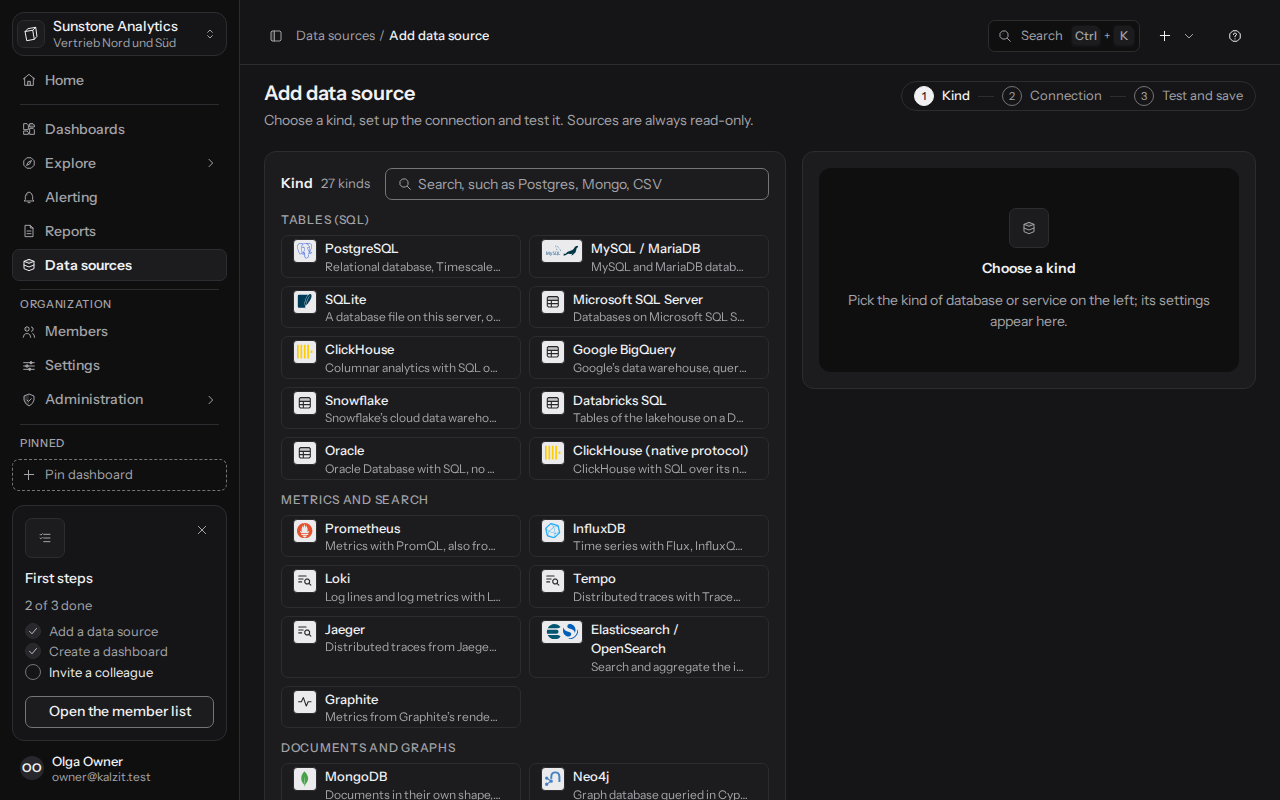 Sunstone Analytics
Vertrieb Nord und Süd
Home
Dashboards
Explore
Alerting
Reports
Data sources
ORGANIZATION
Members
Settings
Administration
PINNED
Pin dashboard
First steps
2 of 3 done
Add a data source
Create a dashboard
Invite a colleague
Open the member list
OO
Olga Owner
owner@kalzit.test
Data sources / Add data source
Search Ctrl + K
Add data source
Choose a kind, set up the connection and test it. Sources are always read-only.
1 Kind 2 Connection 3 Test and save
Kind 27 kinds
Search, such as Postgres, Mongo, CSV
TABLES (SQL)
PostgreSQL
Relational database, Timescale…
MySQL / MariaDB
MySQL and MariaDB datab…
SQLite
A database file on this server, o…
Microsoft SQL Server
Databases on Microsoft SQL S…
ClickHouse
Columnar analytics with SQL o…
Google BigQuery
Google's data warehouse, quer…
Snowflake
Snowflake's cloud data wareho…
Databricks SQL
Tables of the lakehouse on a D…
Oracle
Oracle Database with SQL, no …
ClickHouse (native protocol)
ClickHouse with SQL over its n…
METRICS AND SEARCH
Prometheus
Metrics with PromQL, also fro…
InfluxDB
Time series with Flux, InfluxQ…
Loki
Log lines and log metrics with L…
Tempo
Distributed traces with Trace…
Jaeger
Distributed traces from Jaege…
Elasticsearch /
OpenSearch
Search and aggregate the i…
Graphite
Metrics from Graphite's rende…
DOCUMENTS AND GRAPHS
MongoDB
Documents in their own shape,…
Neo4j
Graph database queried in Cyp…
Choose a kind
Pick the kind of database or service on the left; its settings
appear here.